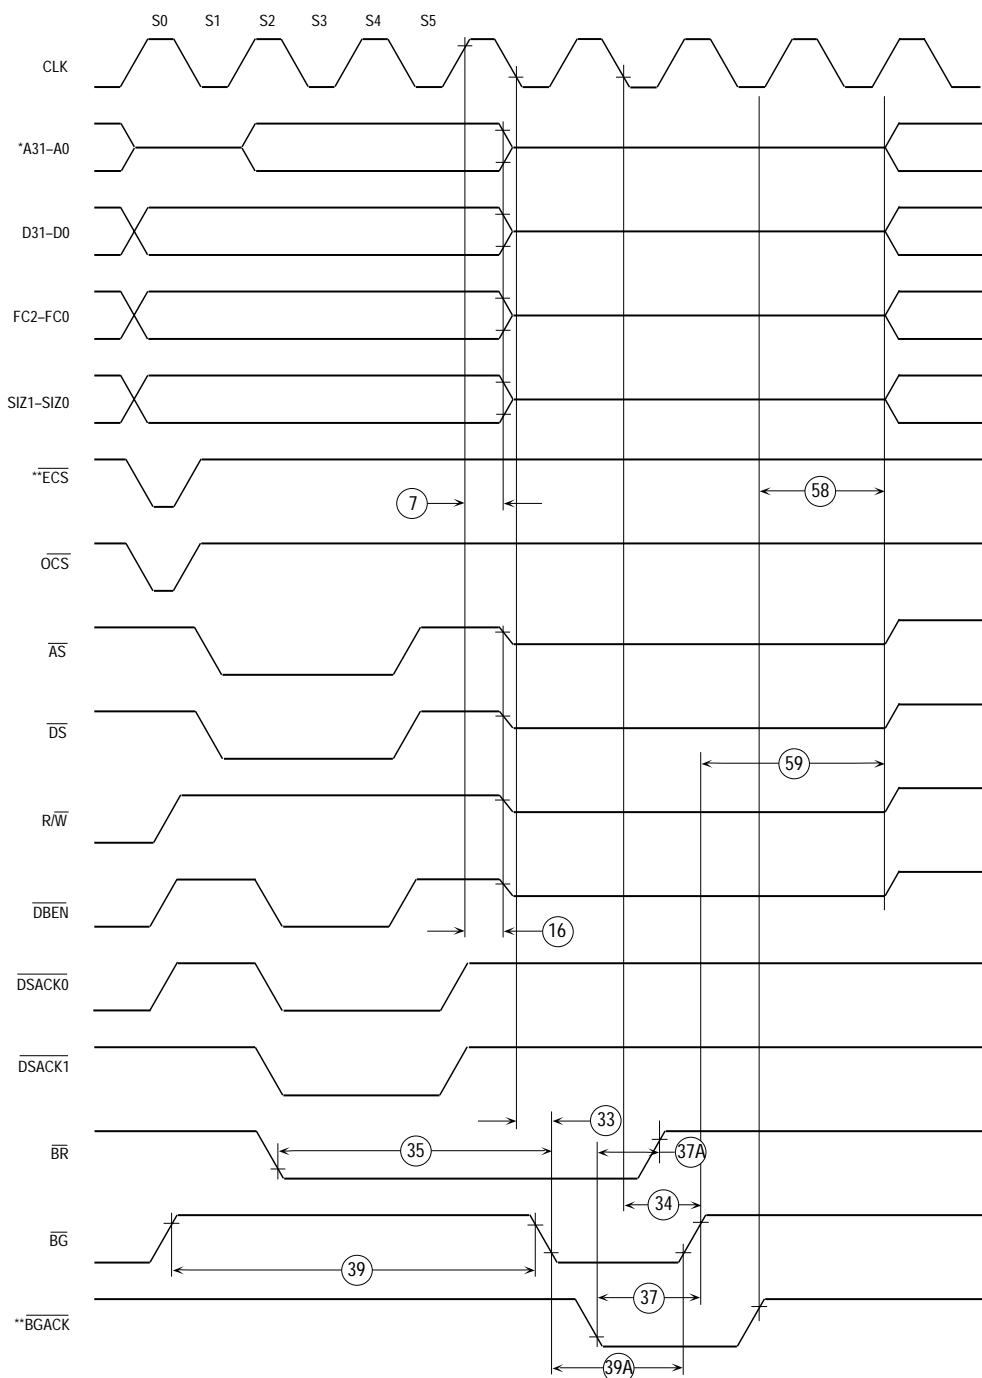 S0 S1 S2 S3 S4 S5
CLK
*A31–A0
D31–D0
FC2–FC0
SIZ1–SIZ0
**ECS
58
7
OCS
AS
DS
59
R/W
DBEN
16
DSACK0
DSACK1
33
BR
35
37A
34
BG
39
37
**BGACK
39A